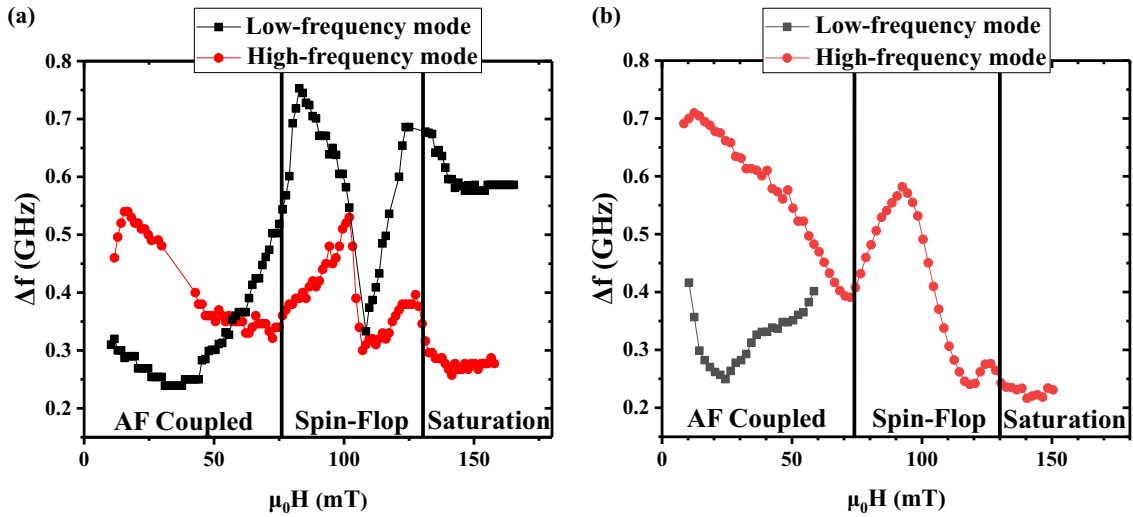 (a)
Low-frequency mode
High-frequency mode
0.8
0.7
0.6
0.5
0.4
0.3
0.2
Δf (GHz)
AF Coupled
Spin-Flop
Saturation
0
50
100
150
μ₀H (mT)
(b)
Low-frequency mode
High-frequency mode
0.8
0.7
0.6
0.5
0.4
0.3
0.2
Δf (GHz)
AF Coupled
Spin-Flop
Saturation
0
50
100
150
μ₀H (mT)